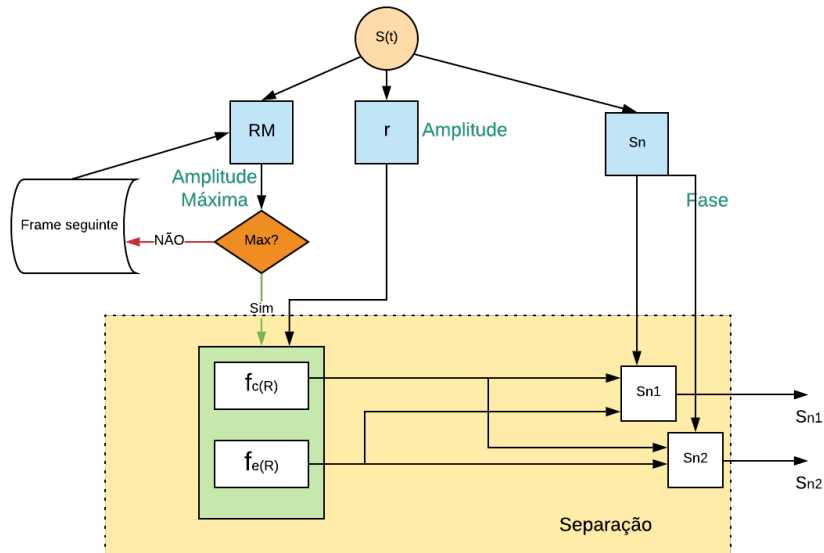 S(t)
RM
r
Amplitude
Sn
Amplitude
Máxima
Fase
Frame seguinte
NÃO
Max?
Sim
fc(R)
Sn1
Sn1
fe(R)
Sn2
Sn2
Separação